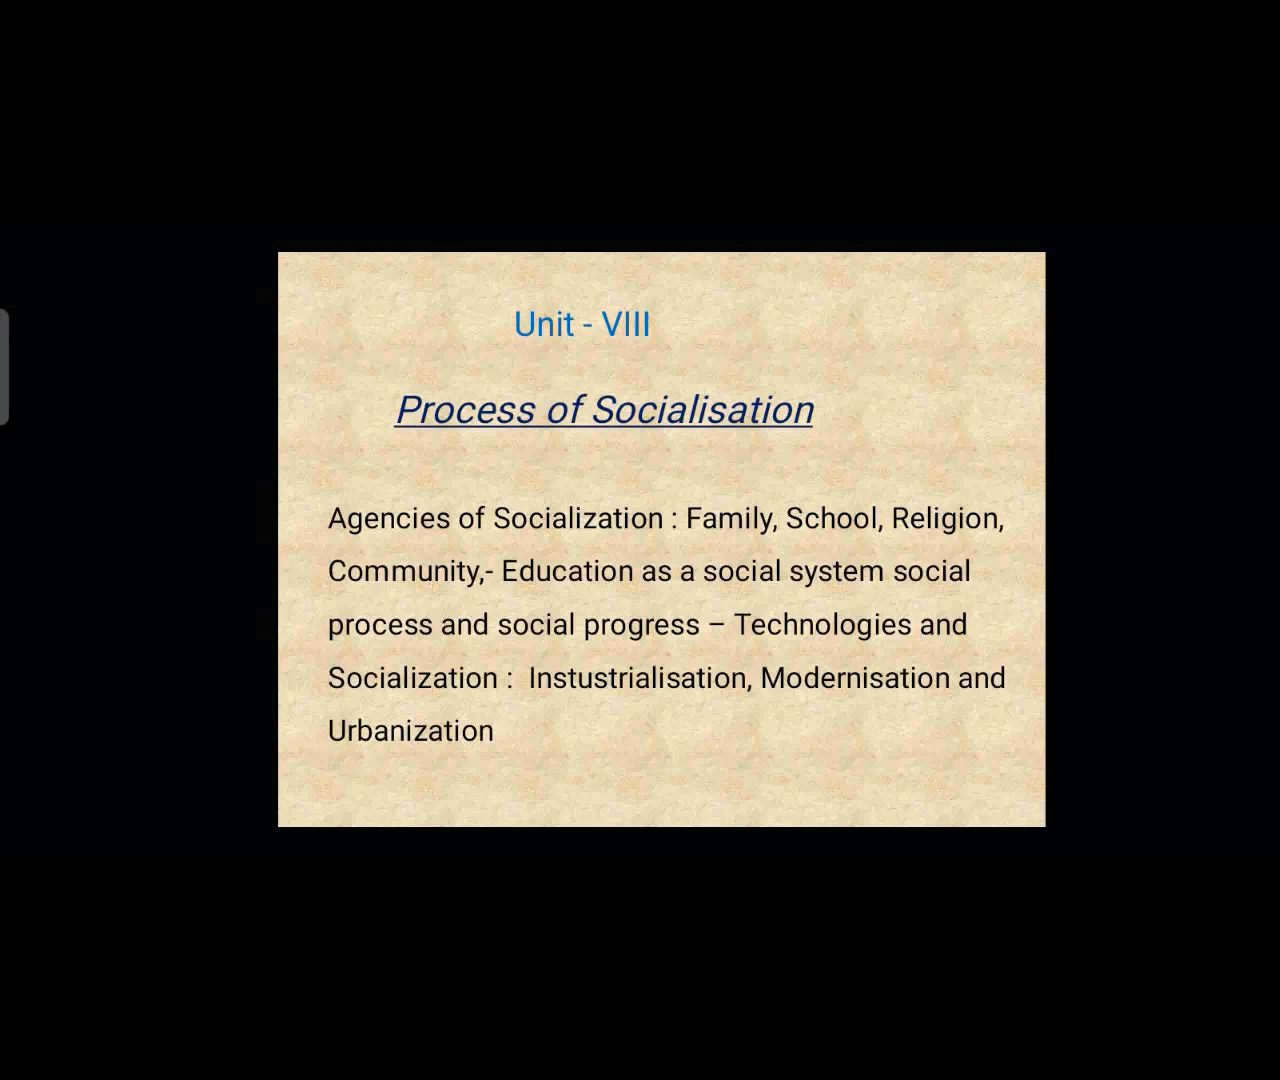 Unit - VIII
Process of Socialisation
Agencies of Socialization : Family, School, Religion,
Community,- Education as a social system social
process and social progress – Technologies and
Socialization :  Instustrialisation, Modernisation and
Urbanization